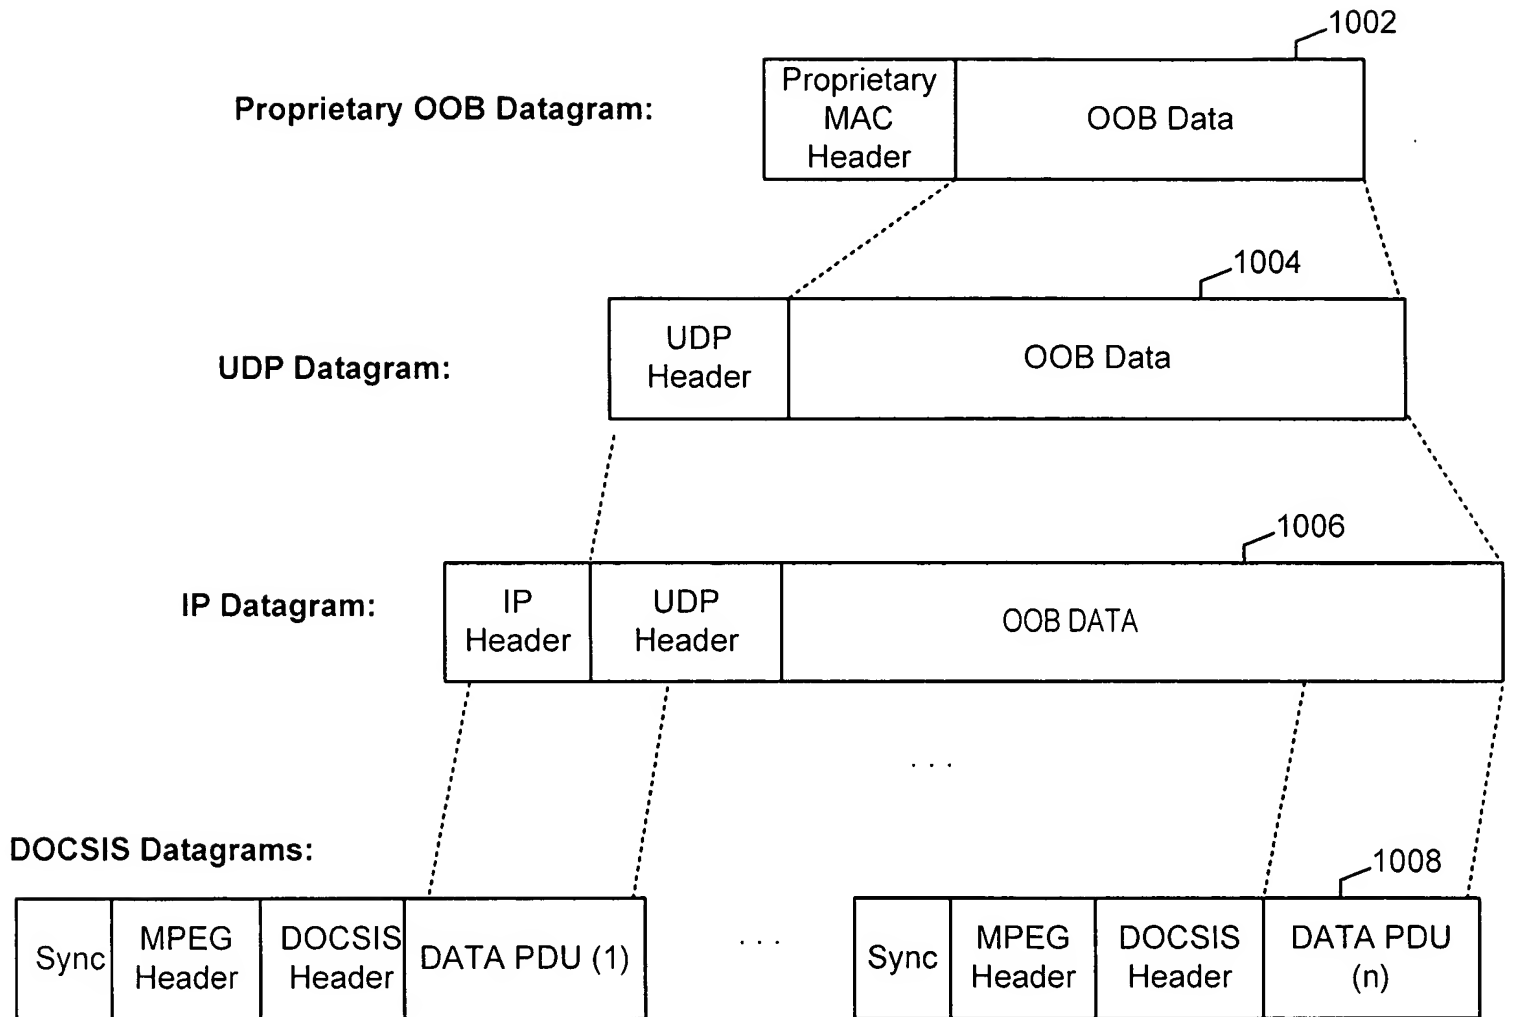 1002
Proprietary OOB Datagram:
Proprietary
MAC
Header
OOB Data
1004
UDP Datagram:
UDP
Header
OOB Data
1006
IP Datagram:
IP
Header
UDP
Header
OOB DATA
. . .
DOCSIS Datagrams:
1008
Sync
MPEG
Header
DOCSIS
Header
DATA PDU (1)
. . .
Sync
MPEG
Header
DOCSIS
Header
DATA PDU
(n)